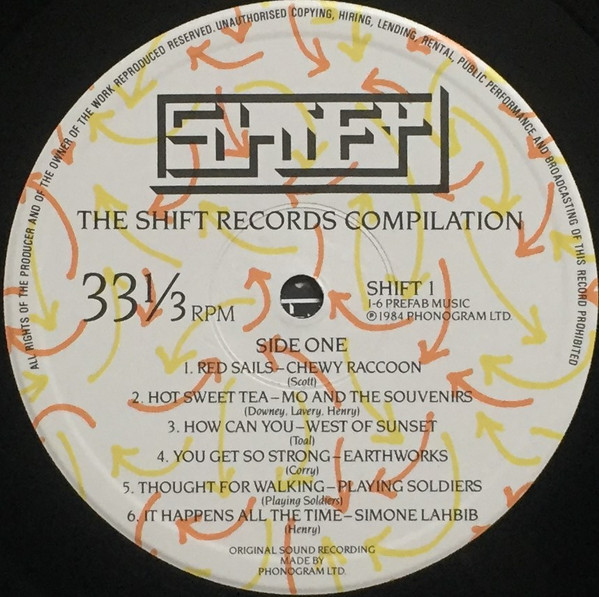 ALL RIGHTS OF THE PRODUCER AND OF THE OWNER OF THE WORK REPRODUCED RESERVED. UNAUTHORISED COPYING, HIRING, LENDING, RENTAL, PUBLIC PERFORMANCE AND BROADCASTING OF THIS RECORD PROHIBITED
SHIFT
THE SHIFT RECORDS COMPILATION
33⅓ RPM
SHIFT 1
1-6 PREFAB MUSIC
℗ 1984 PHONOGRAM LTD.
SIDE ONE
1. RED SAILS–CHEWY RACCOON
(Scott)
2. HOT SWEET TEA–MO AND THE SOUVENIRS
(Downey, Lavery, Henry)
3. HOW CAN YOU–WEST OF SUNSET
(Toal)
4. YOU GET SO STRONG–EARTHWORKS
(Corry)
5. THOUGHT FOR WALKING–PLAYING SOLDIERS
(Playing Soldiers)
6. IT HAPPENS ALL THE TIME–SIMONE LAHBIB
(Henry)
ORIGINAL SOUND RECORDING
MADE BY
PHONOGRAM LTD.